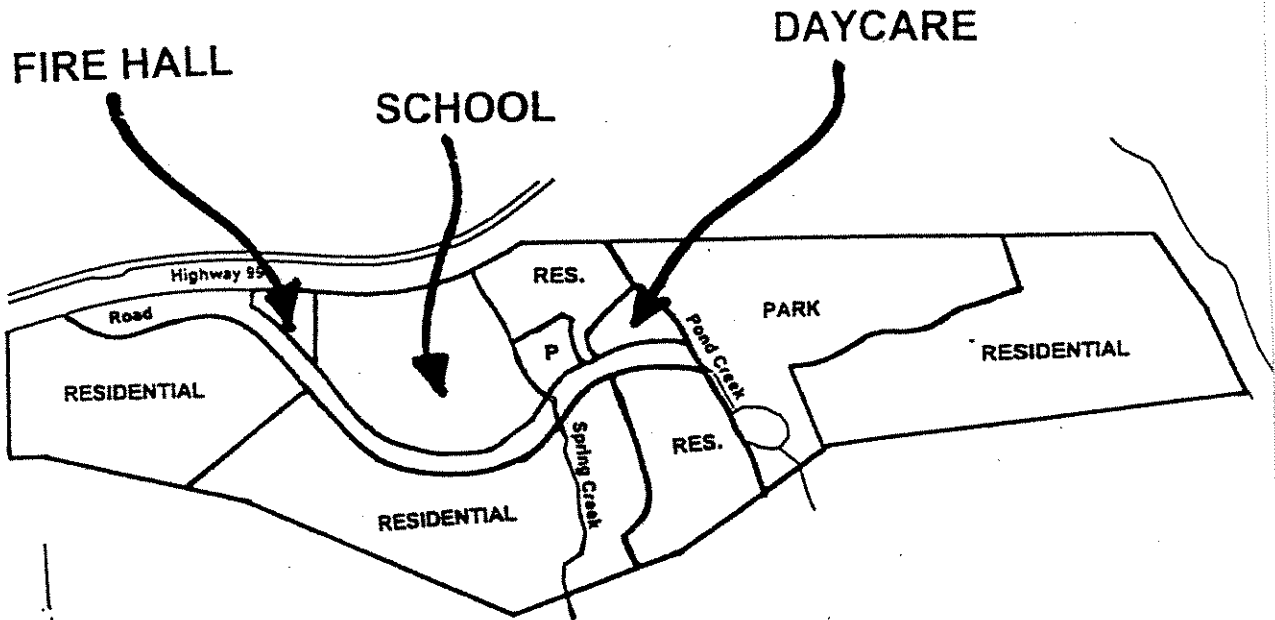 DAYCARE
FIRE HALL
SCHOOL
Highway 99
RES.
Road
PARK
Pond Creek
P
RESIDENTIAL
RESIDENTIAL
Spring Creek
RES.
RESIDENTIAL